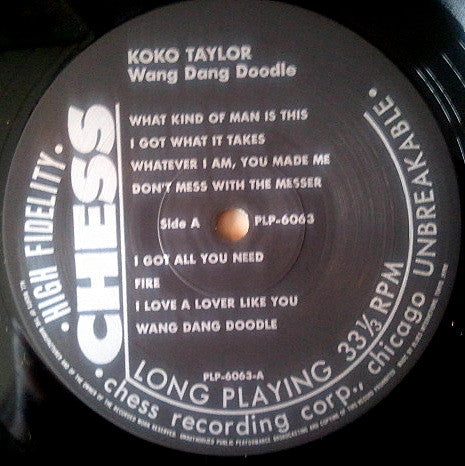 KOKO TAYLOR
Wang Dang Doodle
WHAT KIND OF MAN IS THIS
I GOT WHAT IT TAKES
WHATEVER I AM, YOU MADE ME
DON'T MESS WITH THE MESSER
Side A PLP-6063
I GOT ALL YOU NEED
FIRE
I LOVE A LOVER LIKE YOU
WANG DANG DOODLE
PLP-6063-A
• HIGH FIDELITY •
CHESS
LONG PLAYING 33⅓ RPM
• chess recording corp., chicago UNBREAKABLE •